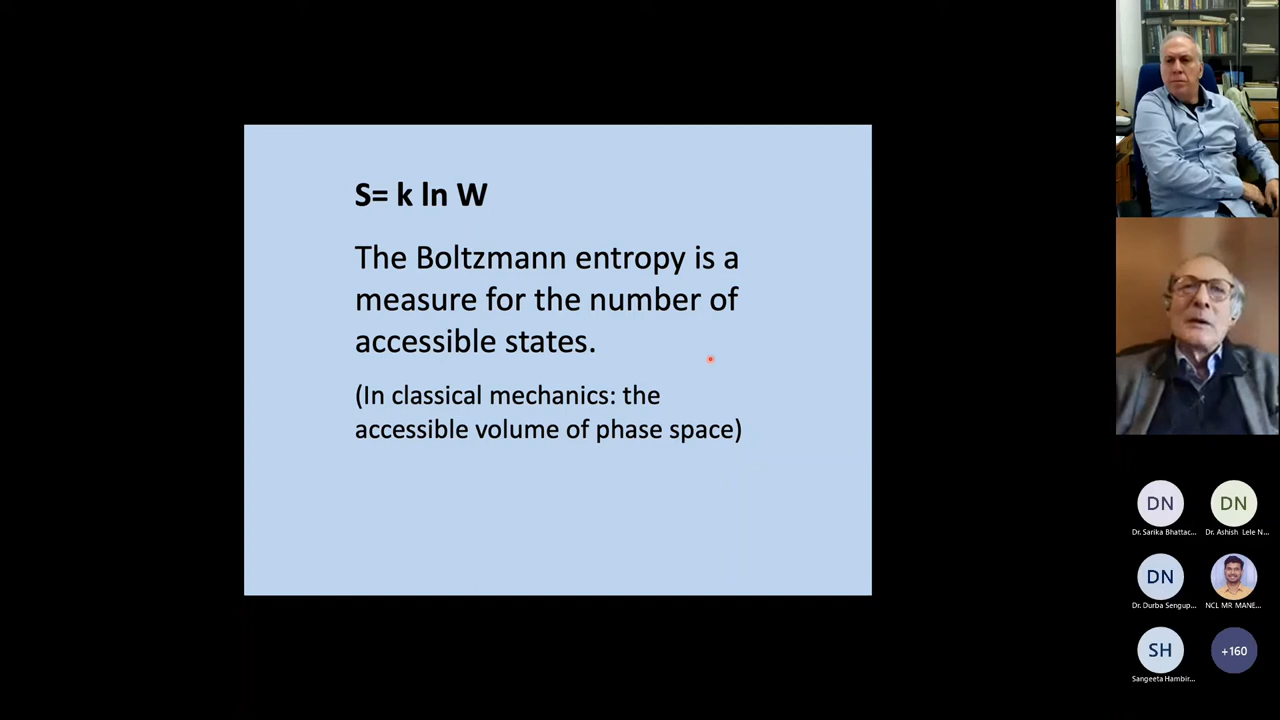 S= k ln W
The Boltzmann entropy is a
measure for the number of
accessible states.
(In classical mechanics: the
accessible volume of phase space)
DN
DN
Dr. Sarika Bhattac...
Dr. Ashish Lele N...
DN
Dr. Durba Sengup...
NCL MR MANE...
SH
+160
Sangeeta Hambir...